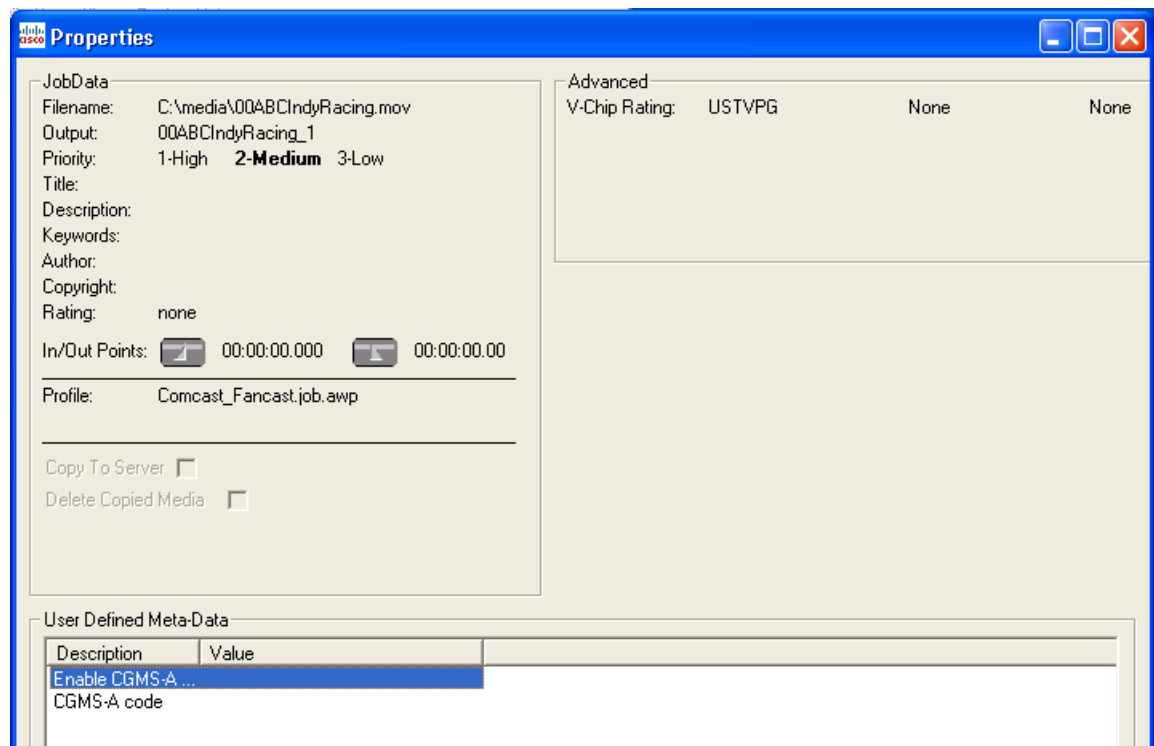 CISCO Properties
JobData
Filename: C:\media\00ABCIndyRacing.mov
Output: 00ABCIndyRacing_1
Priority: 1-High 2-Medium 3-Low
Title:
Description:
Keywords:
Author:
Copyright:
Rating: none
In/Out Points: 00:00:00.000 00:00:00.00
Profile: Comcast_Fancast.job.awp
Copy To Server
Delete Copied Media
Advanced
V-Chip Rating: USTVPG None None
User Defined Meta-Data
Description Value
Enable CGMS-A ...
CGMS-A code